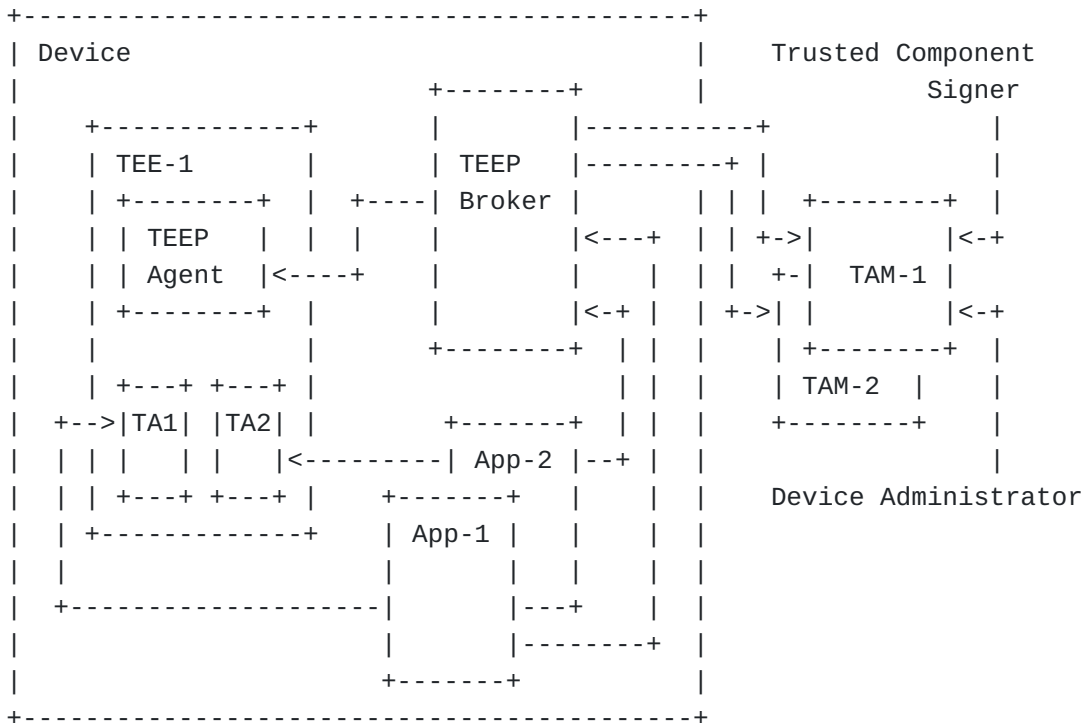 Device
Trusted Component
Signer
TEE-1
TEEP
Broker
TEEP
Agent
TAM-1
TAM-2
TA1
TA2
App-2
Device Administrator
App-1